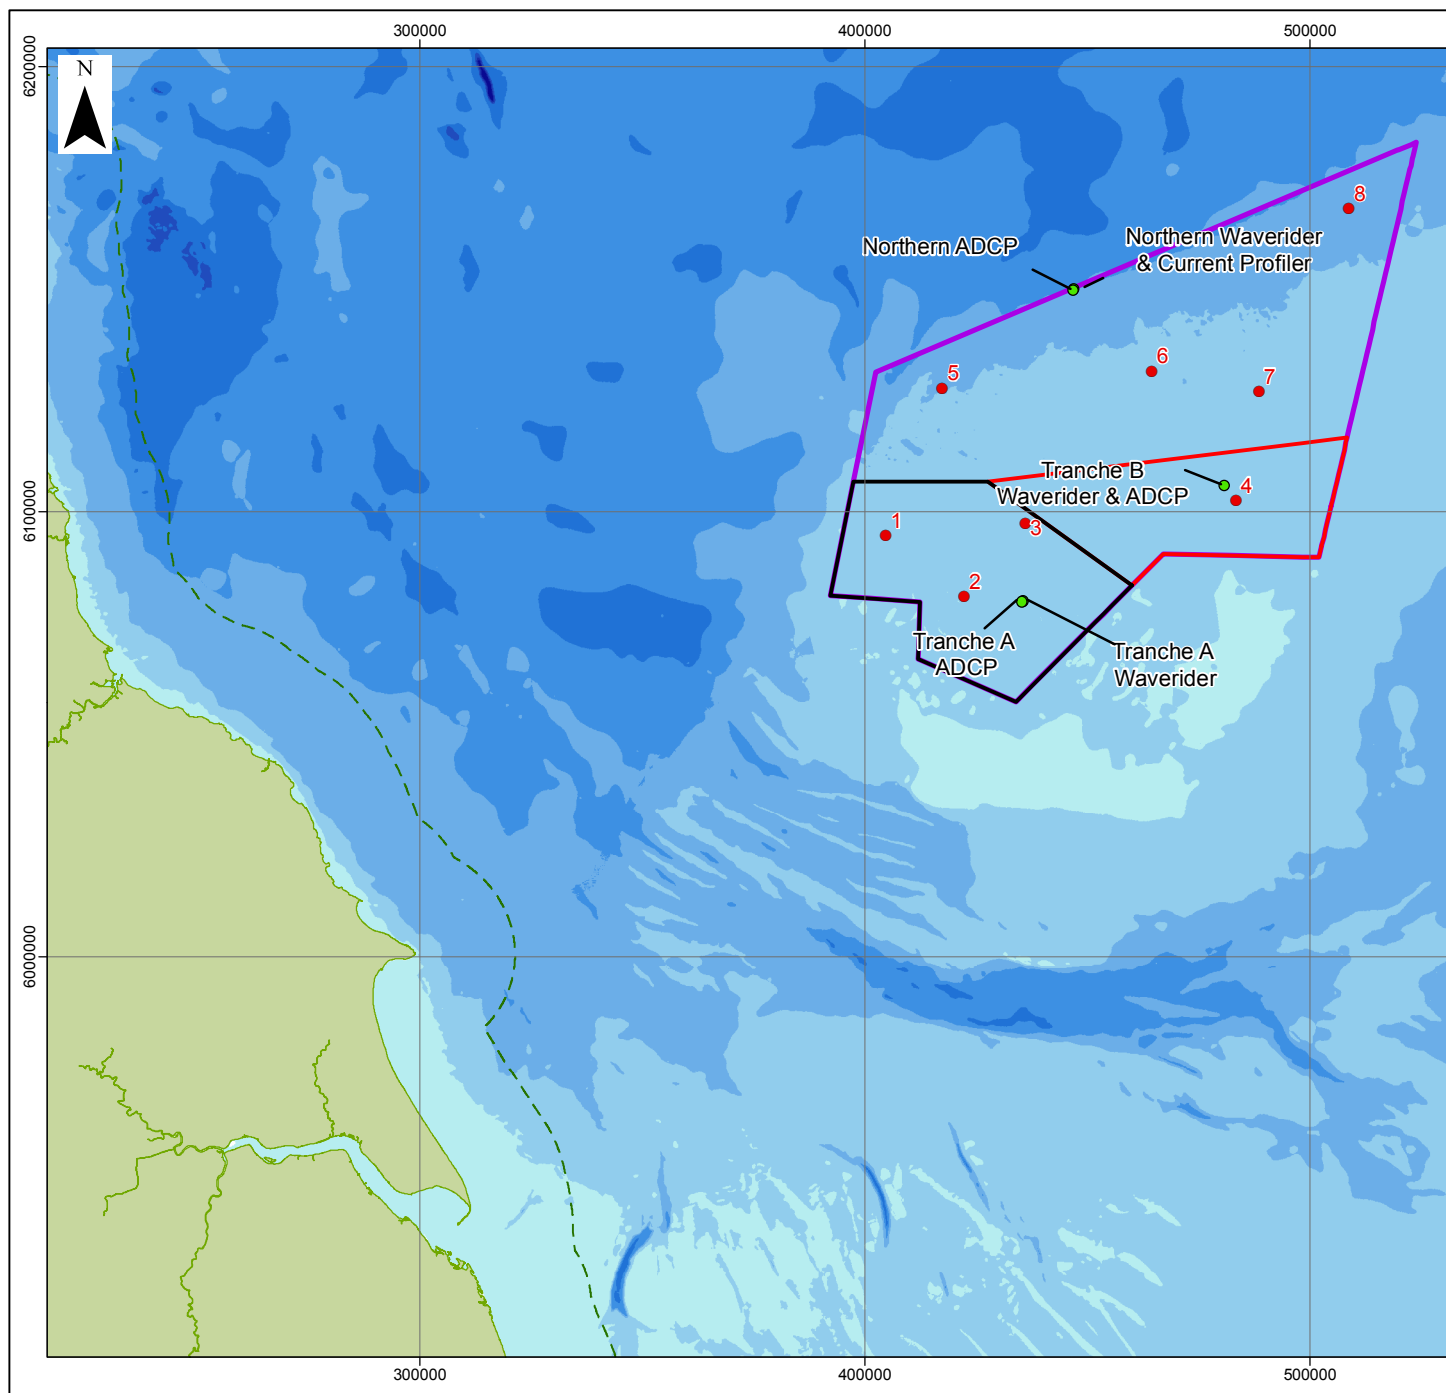 300000
400000
500000
6200000
N
8
Northern ADCP
Northern Waverider
& Current Profiler
5
6
7
Tranche B
Waverider & ADCP
4
6100000
1
3
2
Tranche A
ADCP
Tranche A
Waverider
6000000
300000
400000
500000